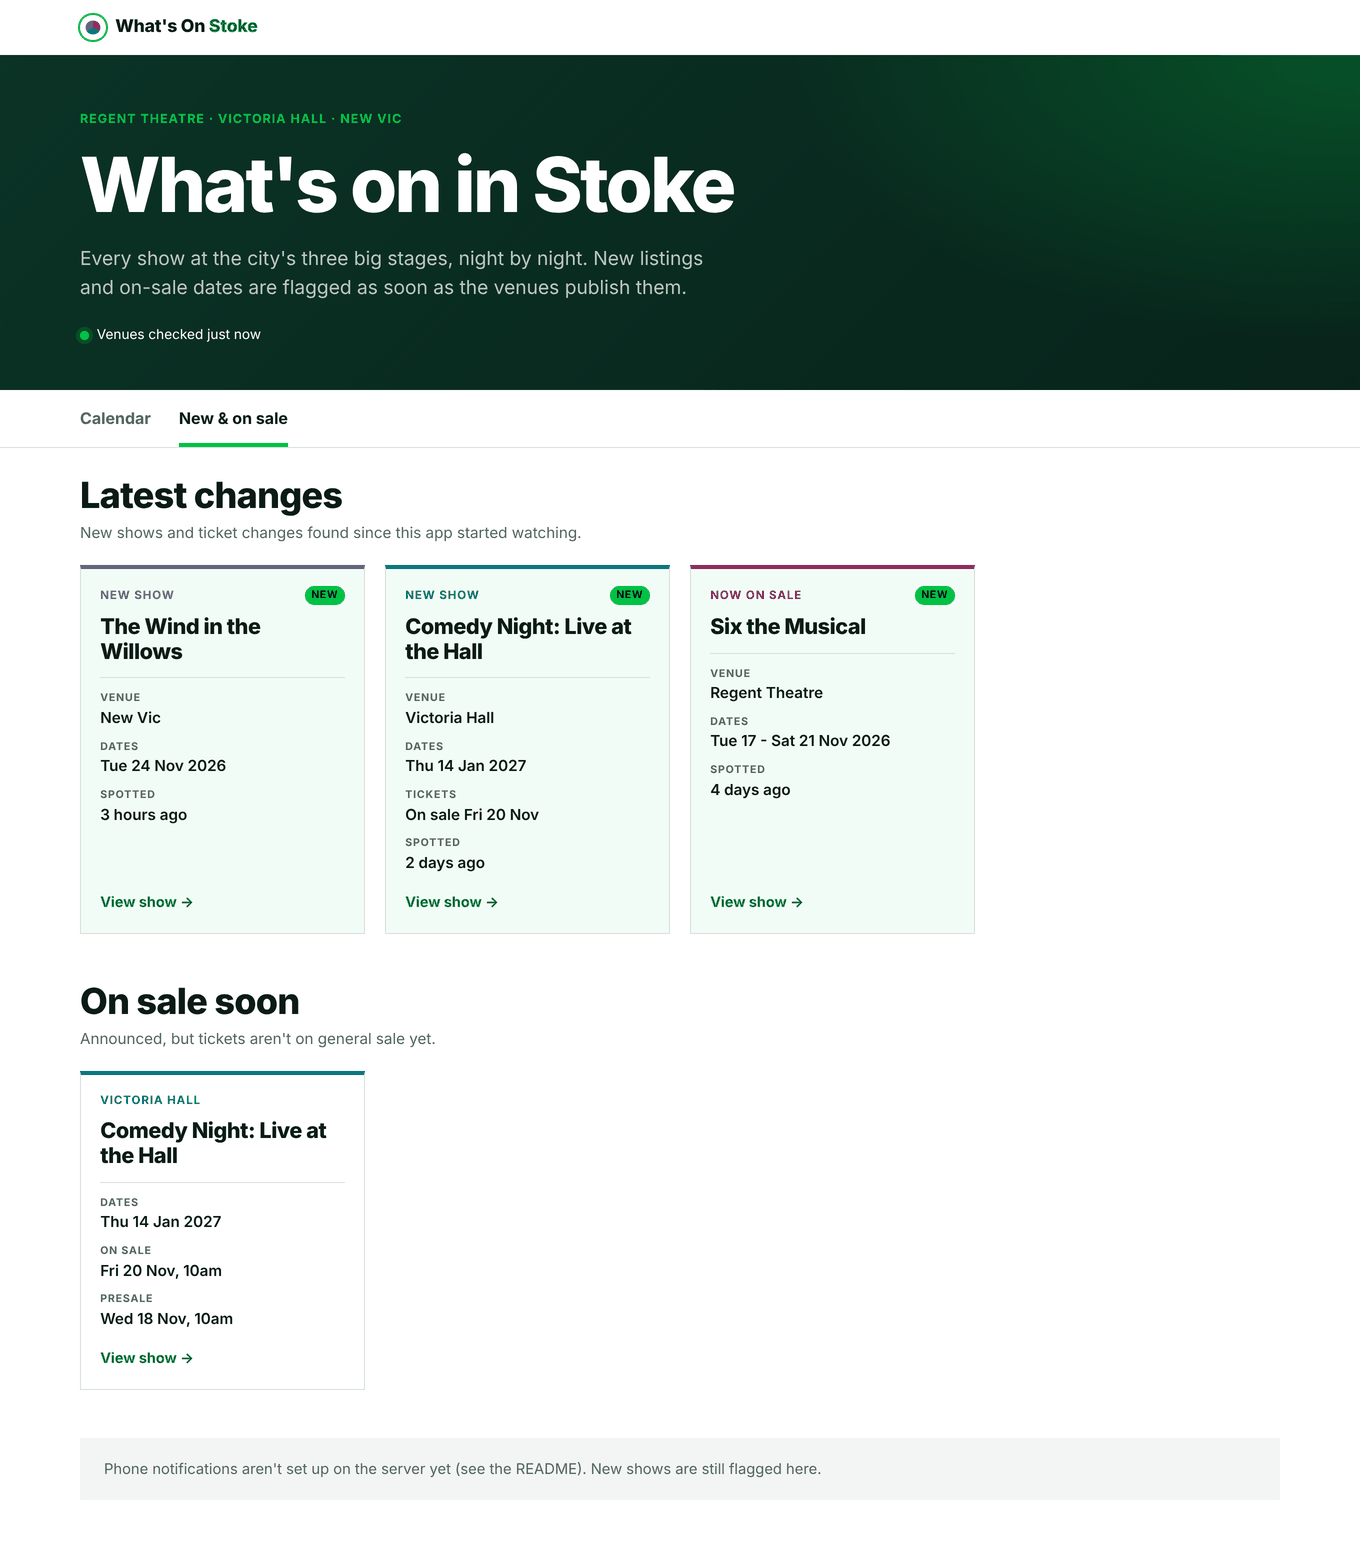 What's On Stoke
REGENT THEATRE · VICTORIA HALL · NEW VIC
What's on in Stoke
Every show at the city's three big stages, night by night. New listings
and on-sale dates are flagged as soon as the venues publish them.
Venues checked just now
Calendar
New & on sale
Latest changes
New shows and ticket changes found since this app started watching.
NEW SHOW
NEW
The Wind in the
Willows
VENUE
New Vic
DATES
Tue 24 Nov 2026
SPOTTED
3 hours ago
View show →
NEW SHOW
NEW
Comedy Night: Live at
the Hall
VENUE
Victoria Hall
DATES
Thu 14 Jan 2027
TICKETS
On sale Fri 20 Nov
SPOTTED
2 days ago
View show →
NOW ON SALE
NEW
Six the Musical
VENUE
Regent Theatre
DATES
Tue 17 - Sat 21 Nov 2026
SPOTTED
4 days ago
View show →
On sale soon
Announced, but tickets aren't on general sale yet.
VICTORIA HALL
Comedy Night: Live at
the Hall
DATES
Thu 14 Jan 2027
ON SALE
Fri 20 Nov, 10am
PRESALE
Wed 18 Nov, 10am
View show →
Phone notifications aren't set up on the server yet (see the README). New shows are still flagged here.